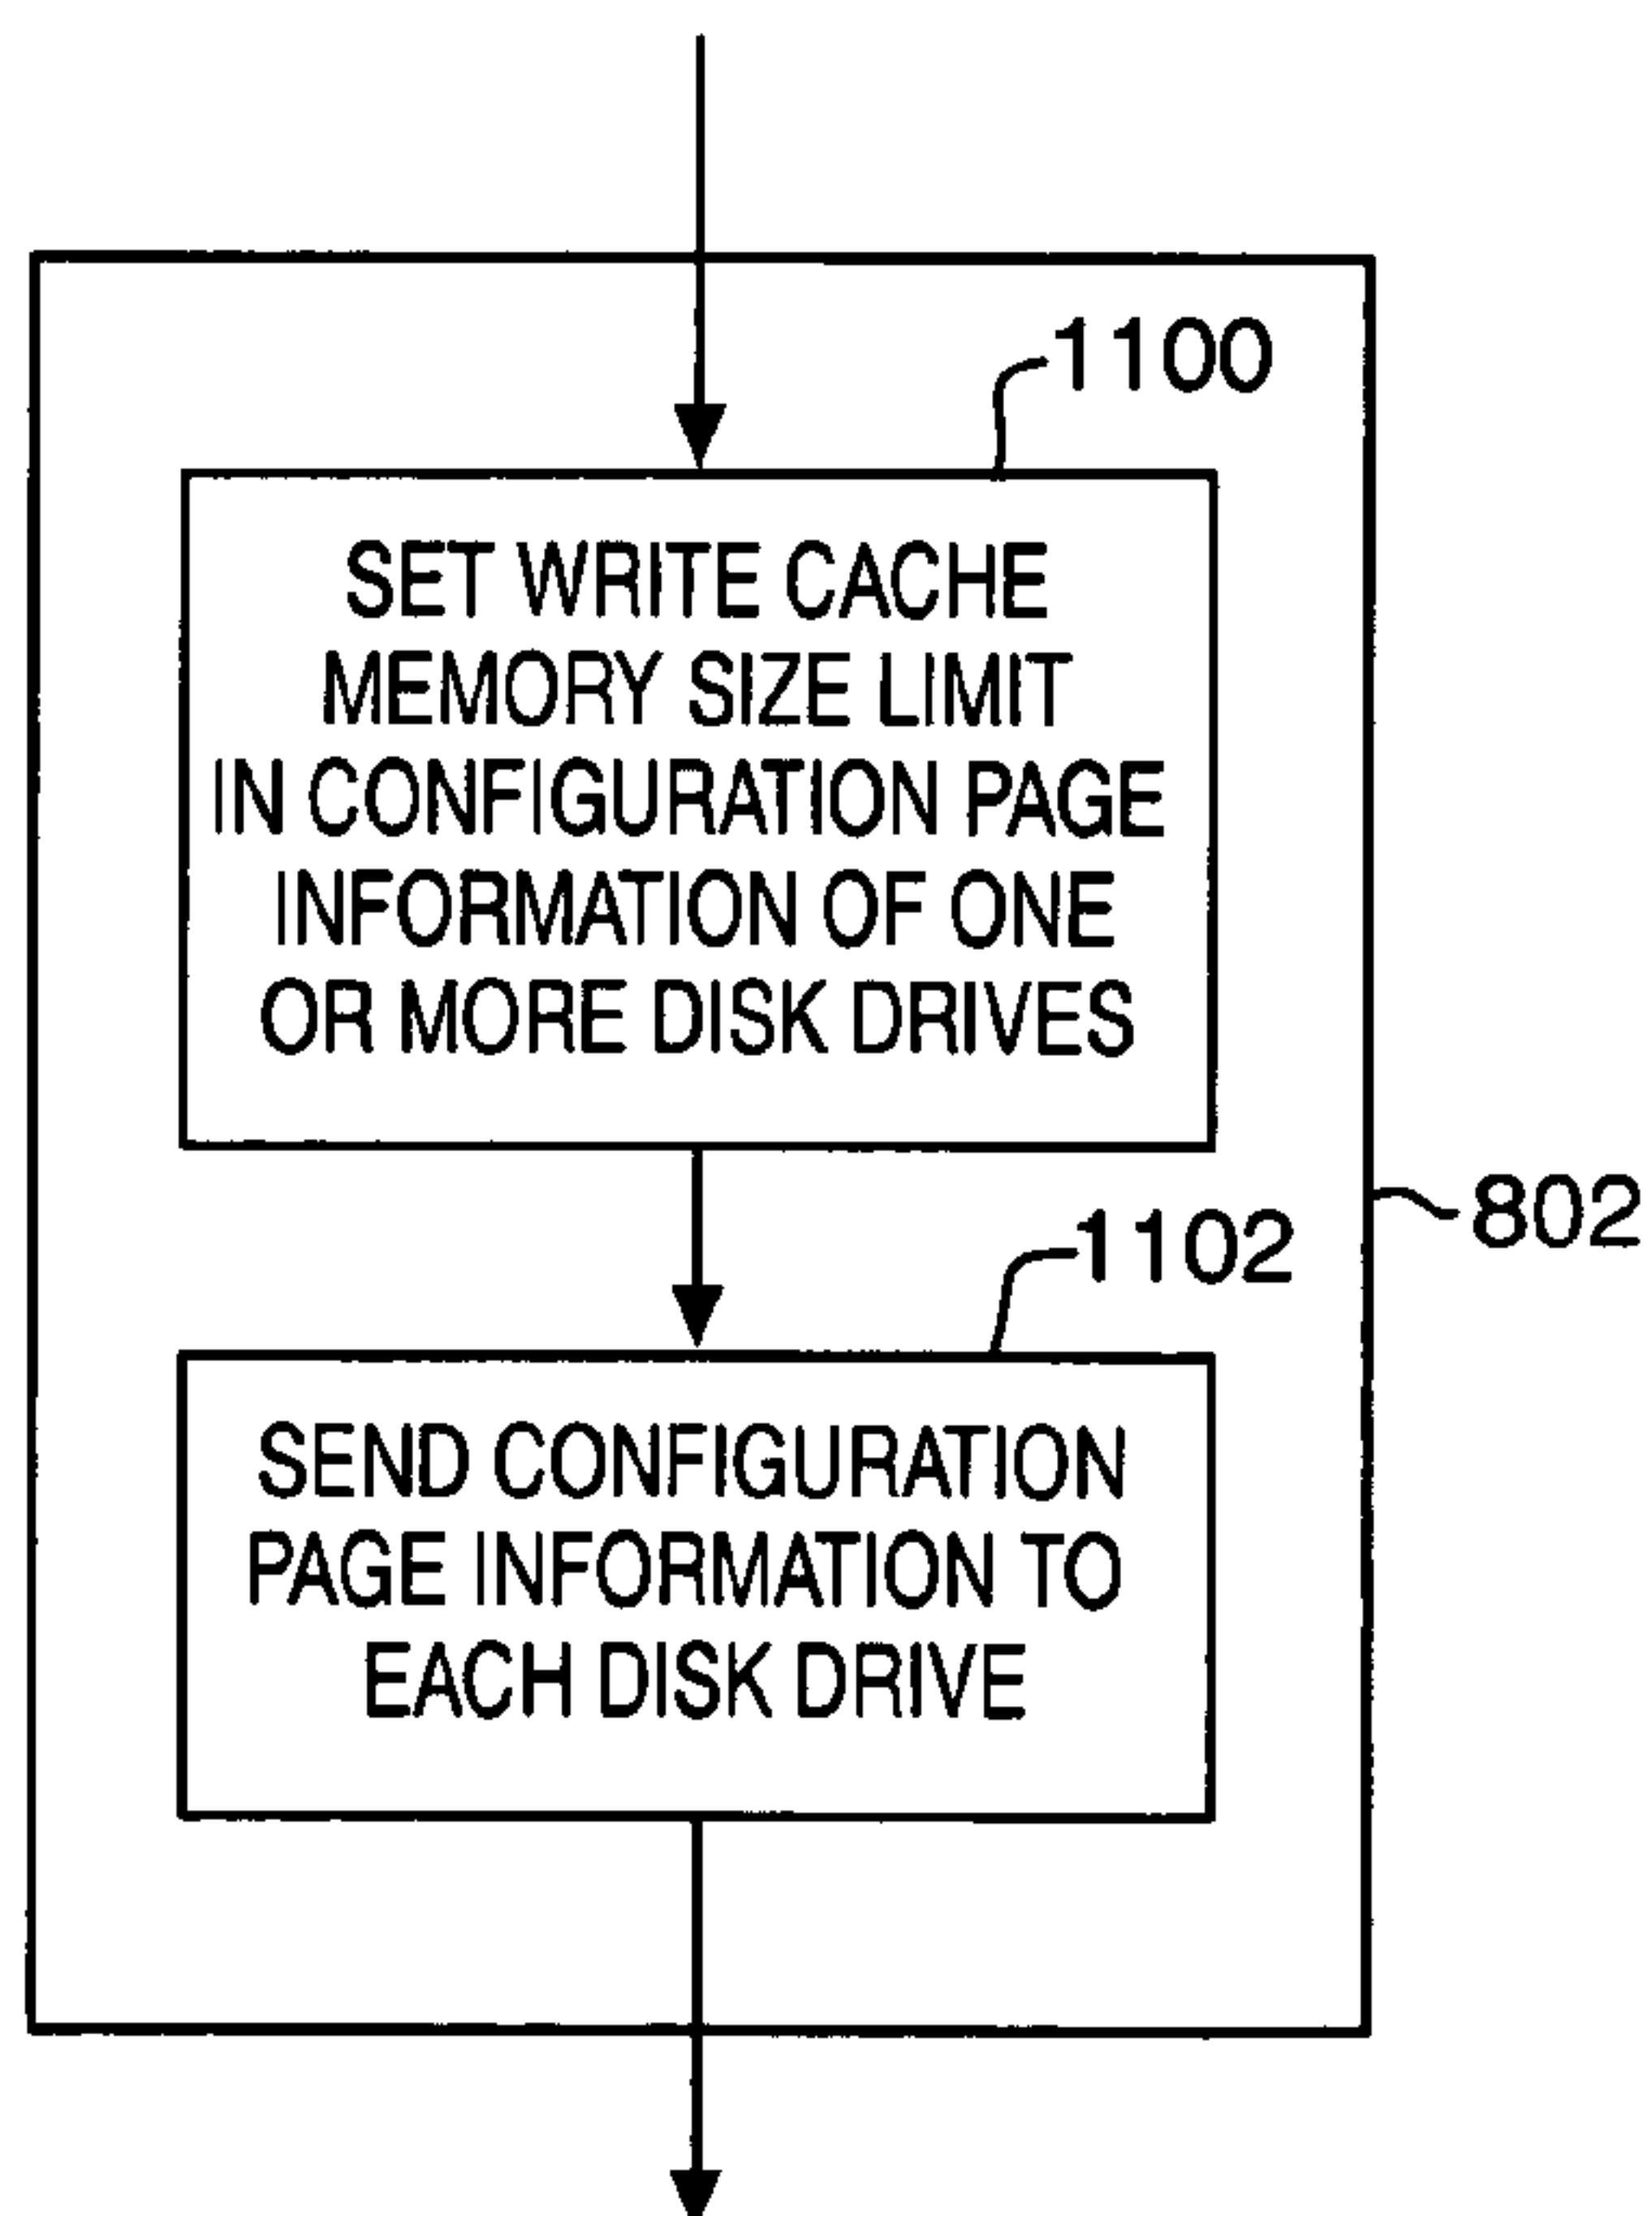 1100
SET WRITE CACHE
MEMORY SIZE LIMIT
IN CONFIGURATION PAGE
INFORMATION OF ONE
OR MORE DISK DRIVES
802
1102
SEND CONFIGURATION
PAGE INFORMATION TO
EACH DISK DRIVE